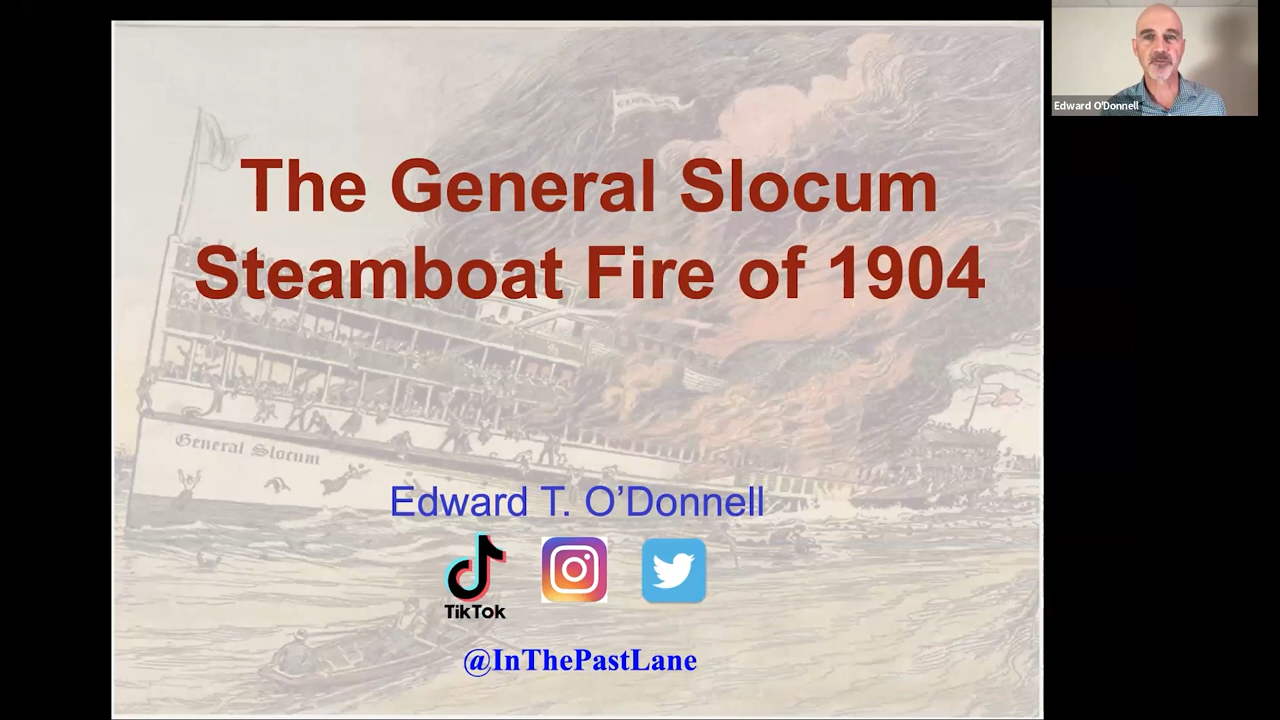 The General Slocum
Steamboat Fire of 1904
General Slocum
Edward T. O'Donnell
TikTok
@InThePastLane
Edward O'Donnell